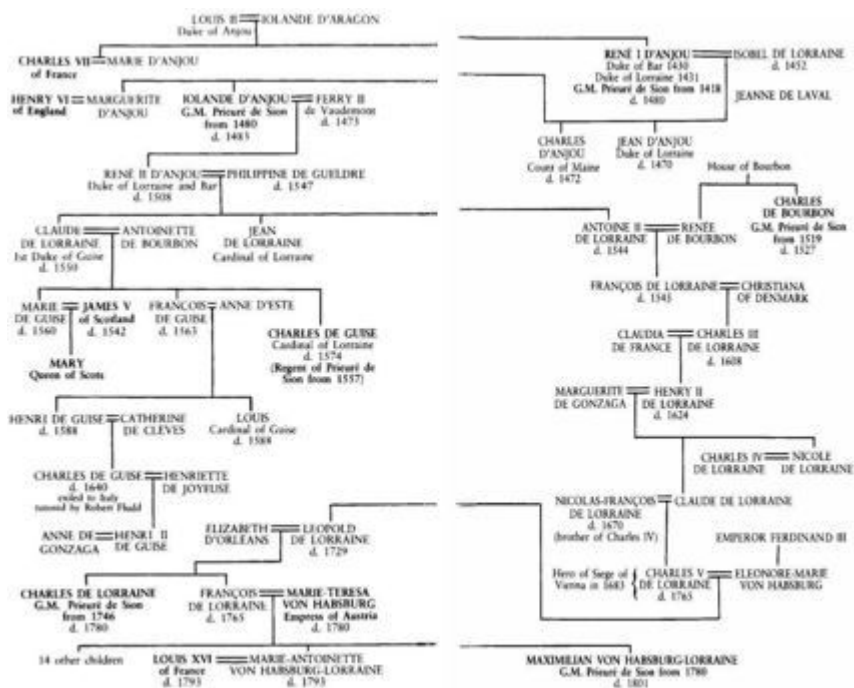 LOUIS II IOLANDE D'ARAGON
Duke of Anjou
CHARLES VII MARIE D'ANJOU
of France
RENÉ I D'ANJOU ISOBEL DE LORRAINE
Duke of Bar 1430 d. 1452
Duke of Lorraine 1431
G.M. Prieuré de Sion from 1418
d. 1480
JEANNE DE LAVAL
HENRY VI MARGUERITE
of England D'ANJOU
IOLANDE D'ANJOU FERRY II
G.M. Prieuré de Sion de Vaudemont
from 1480 d. 1473
d. 1483
CHARLES
D'ANJOU
Count of Maine
d. 1472
JEAN D'ANJOU
Duke of Lorraine
d. 1470
RENÉ II D'ANJOU PHILIPPINE DE GUELDRE
Duke of Lorraine and Bar d. 1547
d. 1508
House of Bourbon
CHARLES
DE BOURBON
G.M. Prieuré de Sion
from 1519
d. 1527
CLAUDE ANTOINETTE
DE LORRAINE DE BOURBON
1st Duke of Guise
d. 1550
JEAN
DE LORRAINE
Cardinal of Lorraine
ANTOINE II RENÉE
DE LORRAINE DE BOURBON
d. 1544
FRANÇOIS DE LORRAINE CHRISTIANA
d. 1545 OF DENMARK
MARIE JAMES V
DE GUISE of Scotland
d. 1560 d. 1542
FRANÇOIS ANNE D'ESTE
DE GUISE
d. 1563
CHARLES DE GUISE
Cardinal of Lorraine
d. 1574
(Regent of Prieuré de
Sion from 1557)
MARY
Queen of Scots
CLAUDIA CHARLES III
DE FRANCE DE LORRAINE
d. 1608
MARGUERITE HENRY II
DE GONZAGA DE LORRAINE
d. 1624
HENRI DE GUISE CATHERINE
d. 1588 DE CLEVES
LOUIS
Cardinal of Guise
d. 1588
CHARLES IV NICOLE
DE LORRAINE DE LORRAINE
CHARLES DE GUISE HENRIETTE
d. 1640 DE JOYEUSE
exiled to Italy
tutored by Robert Fludd
NICOLAS-FRANÇOIS CLAUDE DE LORRAINE
DE LORRAINE
d. 1670
(brother of Charles IV)
ANNE DE HENRI II
GONZAGA DE GUISE
ELIZABETH LEOPOLD
D'ORLÉANS DE LORRAINE
d. 1729
EMPEROR FERDINAND III
Hero of Siege of
Vienna in 1683
CHARLES V ELEONORE-MARIE
DE LORRAINE VON HABSBURG
d. 1765
CHARLES DE LORRAINE
G.M. Prieuré de Sion
from 1746
d. 1780
FRANÇOIS MARIE-TERESA
DE LORRAINE VON HABSBURG
d. 1765 Empress of Austria
d. 1780
14 other children
LOUIS XVI MARIE-ANTOINETTE
of France VON HABSBURG-LORRAINE
d. 1793 d. 1793
MAXIMILIAN VON HABSBURG-LORRAINE
G.M. Prieuré de Sion from 1780
d. 1801